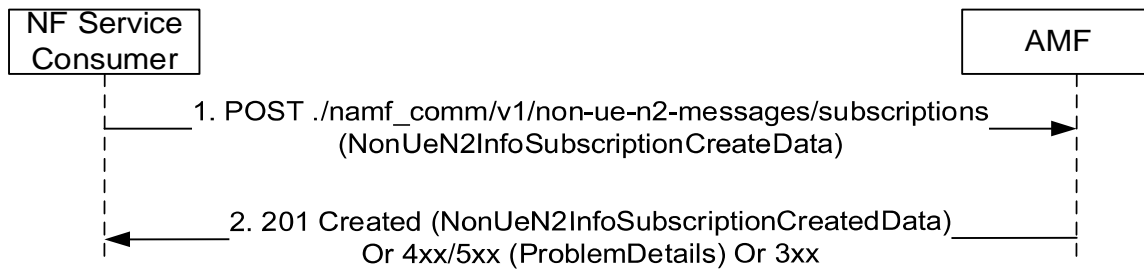 NF Service
Consumer
AMF
1. POST ./namf_comm/v1/non-ue-n2-messages/subscriptions
(NonUeN2InfoSubscriptionCreateData)
2. 201 Created (NonUeN2InfoSubscriptionCreatedData)
Or 4xx/5xx (ProblemDetails) Or 3xx